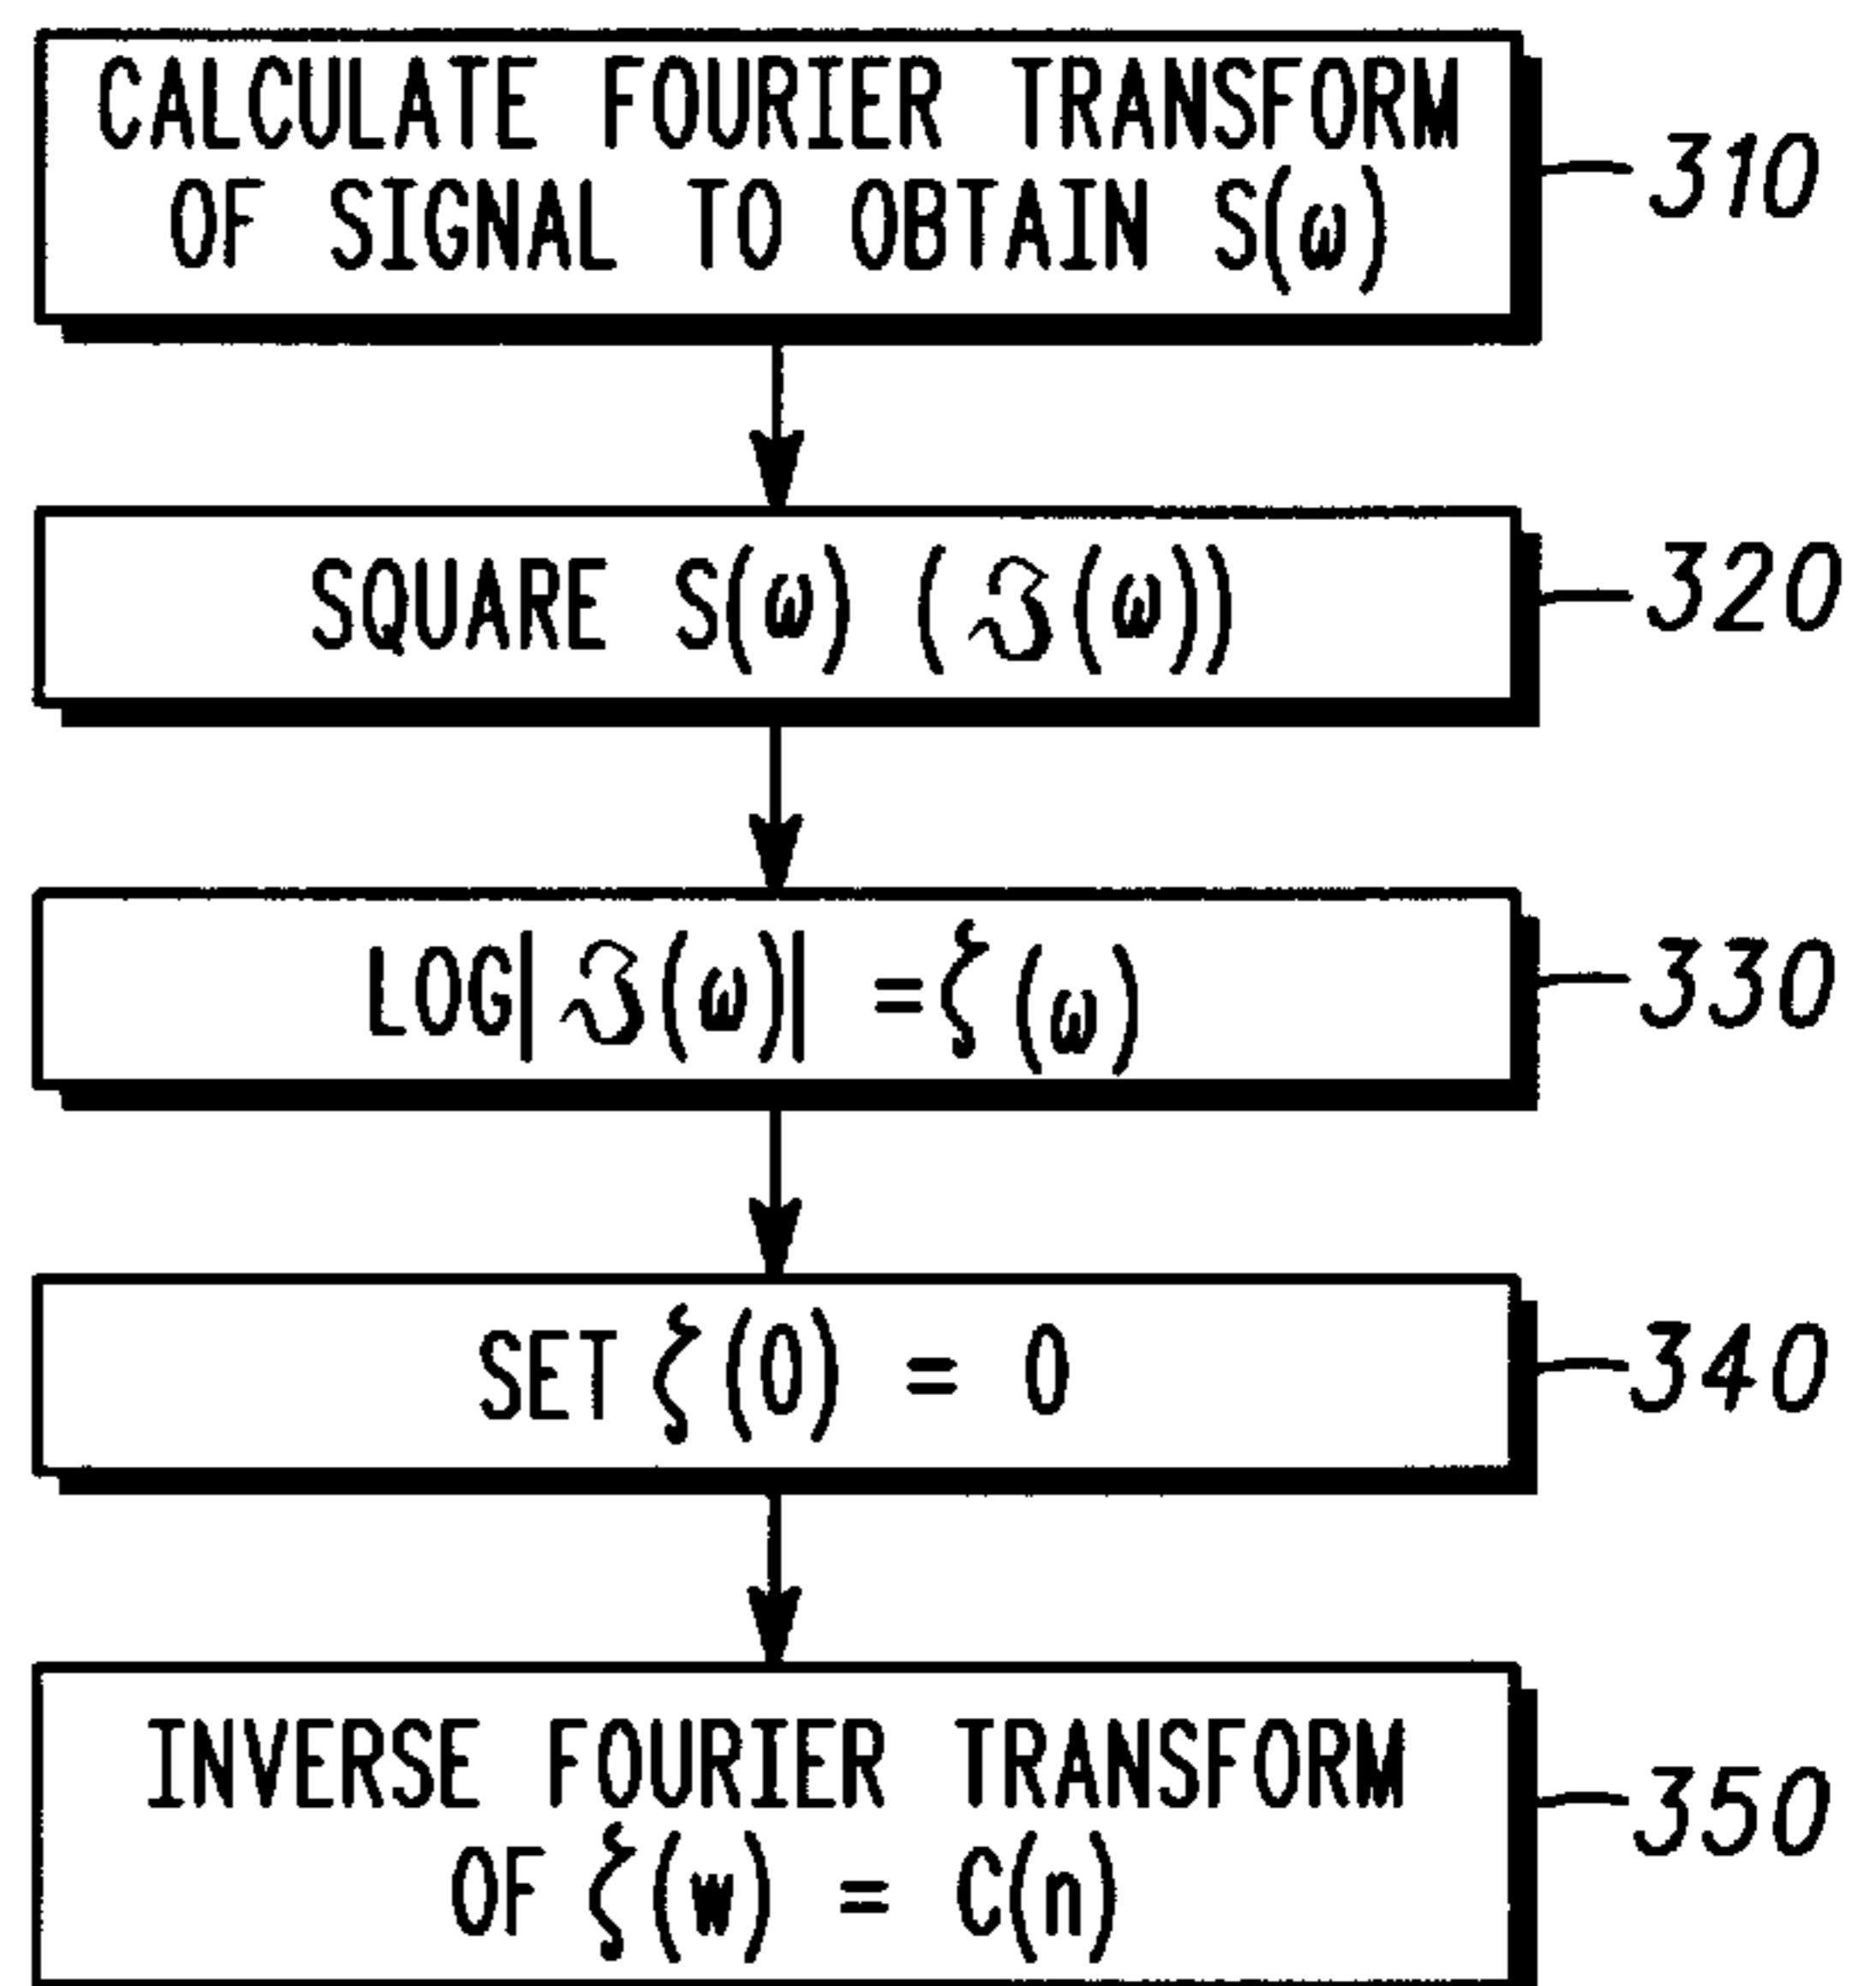 CALCULATE FOURIER TRANSFORM
OF SIGNAL TO OBTAIN S(ω)
310
SQUARE S(ω) (ℑ(ω))
320
LOG|ℑ(ω)| =ζ(ω)
330
SET ζ(0) = 0
340
INVERSE FOURIER TRANSFORM
OF ζ(w) = C(n)
350